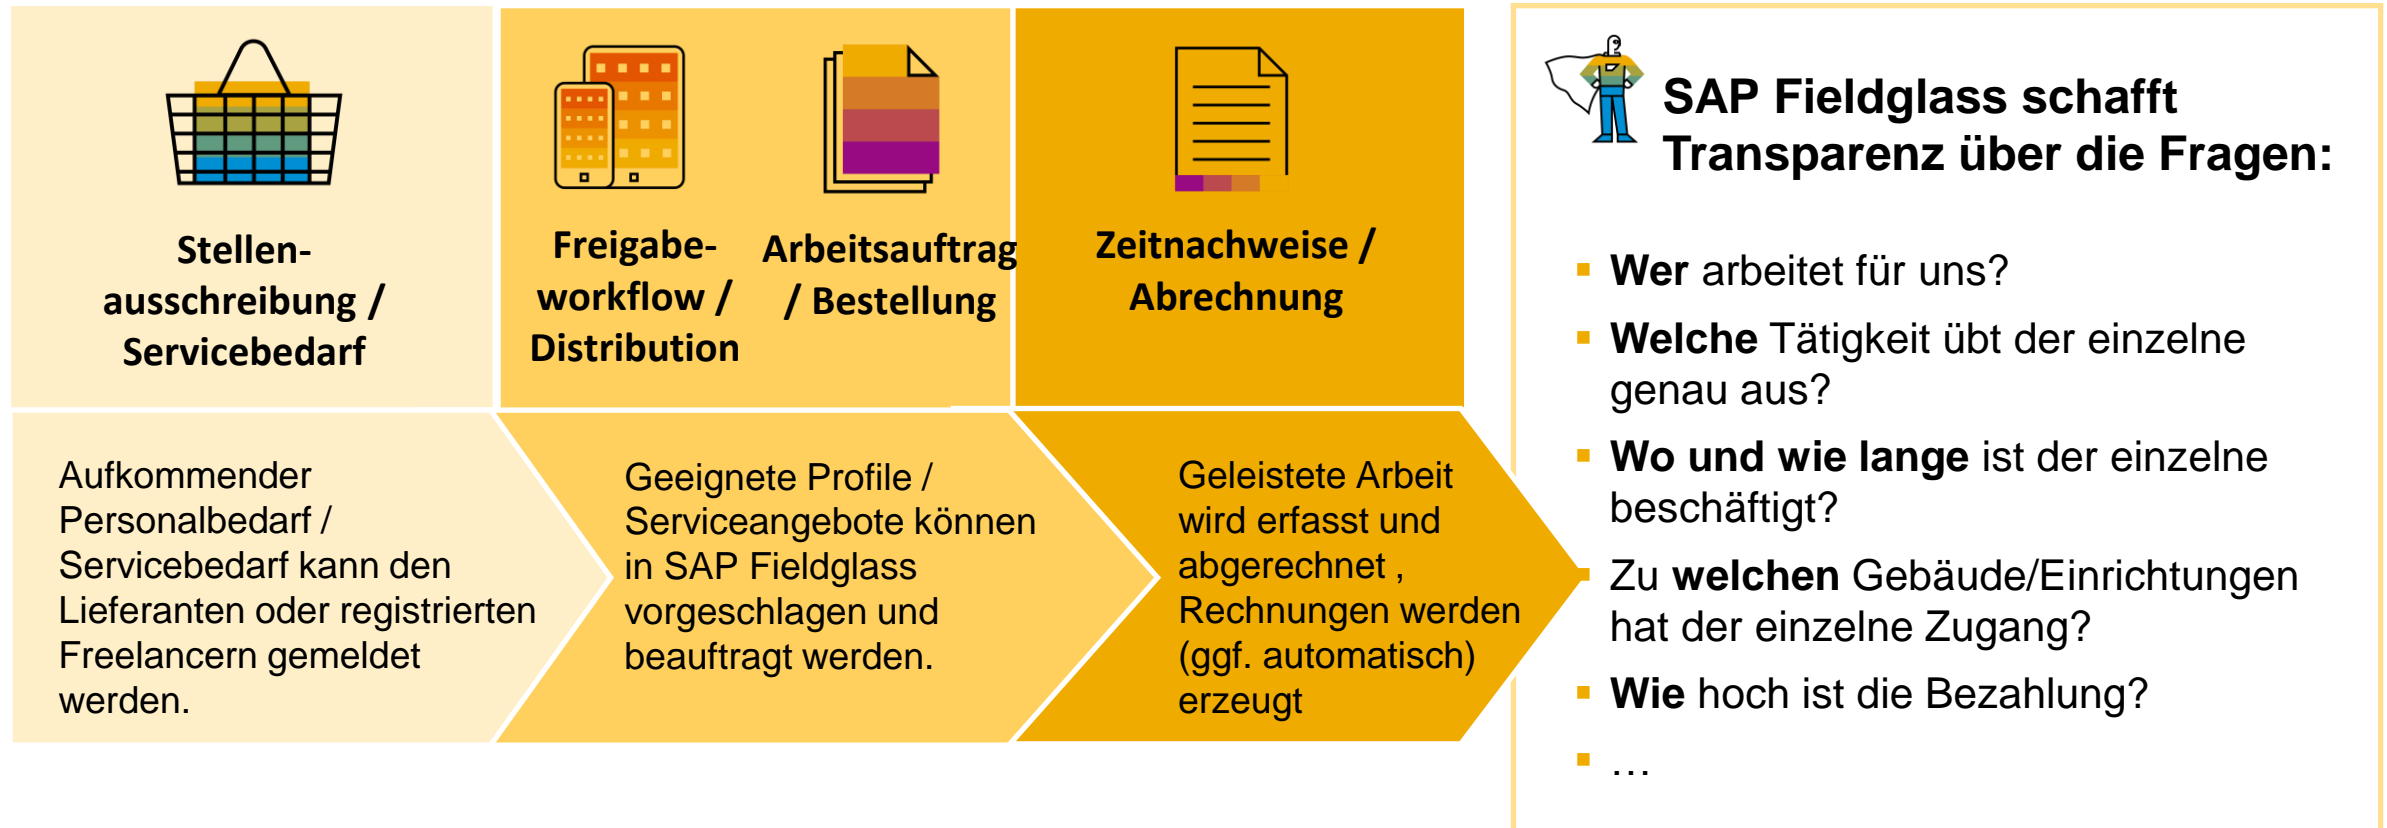 Stellen-
ausschreibung /
Servicebedarf
Freigabe-
workflow /
Distribution
Arbeitsauftrag
/ Bestellung
Zeitnachweise /
Abrechnung
Aufkommender
Personalbedarf /
Servicebedarf kann den
Lieferanten oder registrierten
Freelancern gemeldet
werden.
Geeignete Profile /
Serviceangebote können
in SAP Fieldglass
vorgeschlagen und
beauftragt werden.
Geleistete Arbeit
wird erfasst und
abgerechnet ,
Rechnungen werden
(ggf. automatisch)
erzeugt
SAP Fieldglass schafft
Transparenz über die Fragen:
▪ Wer arbeitet für uns?
▪ Welche Tätigkeit übt der einzelne
genau aus?
▪ Wo und wie lange ist der einzelne
beschäftigt?
▪ Zu welchen Gebäude/Einrichtungen
hat der einzelne Zugang?
▪ Wie hoch ist die Bezahlung?
▪ …